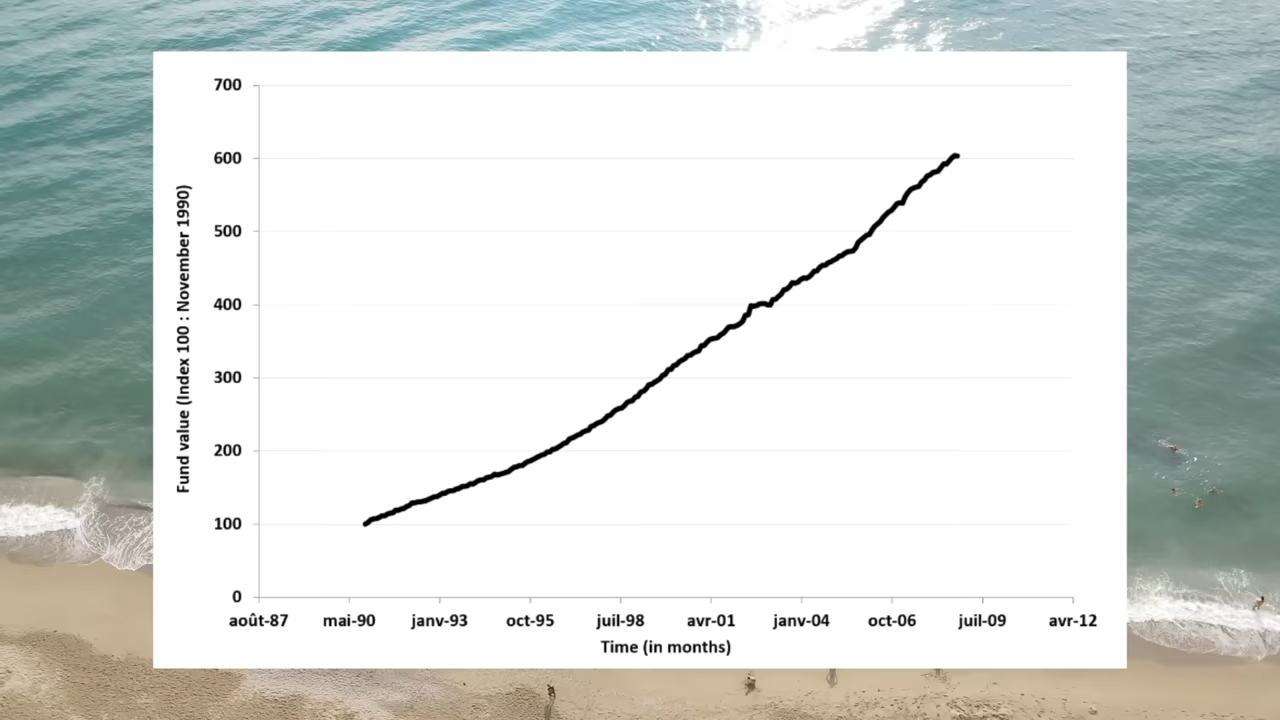 700
600
500
400
300
200
100
0
Fund value (Index 100 : November 1990)
août-87 mai-90 janv-93 oct-95 juil-98 avr-01 janv-04 oct-06 juil-09 avr-12
Time (in months)